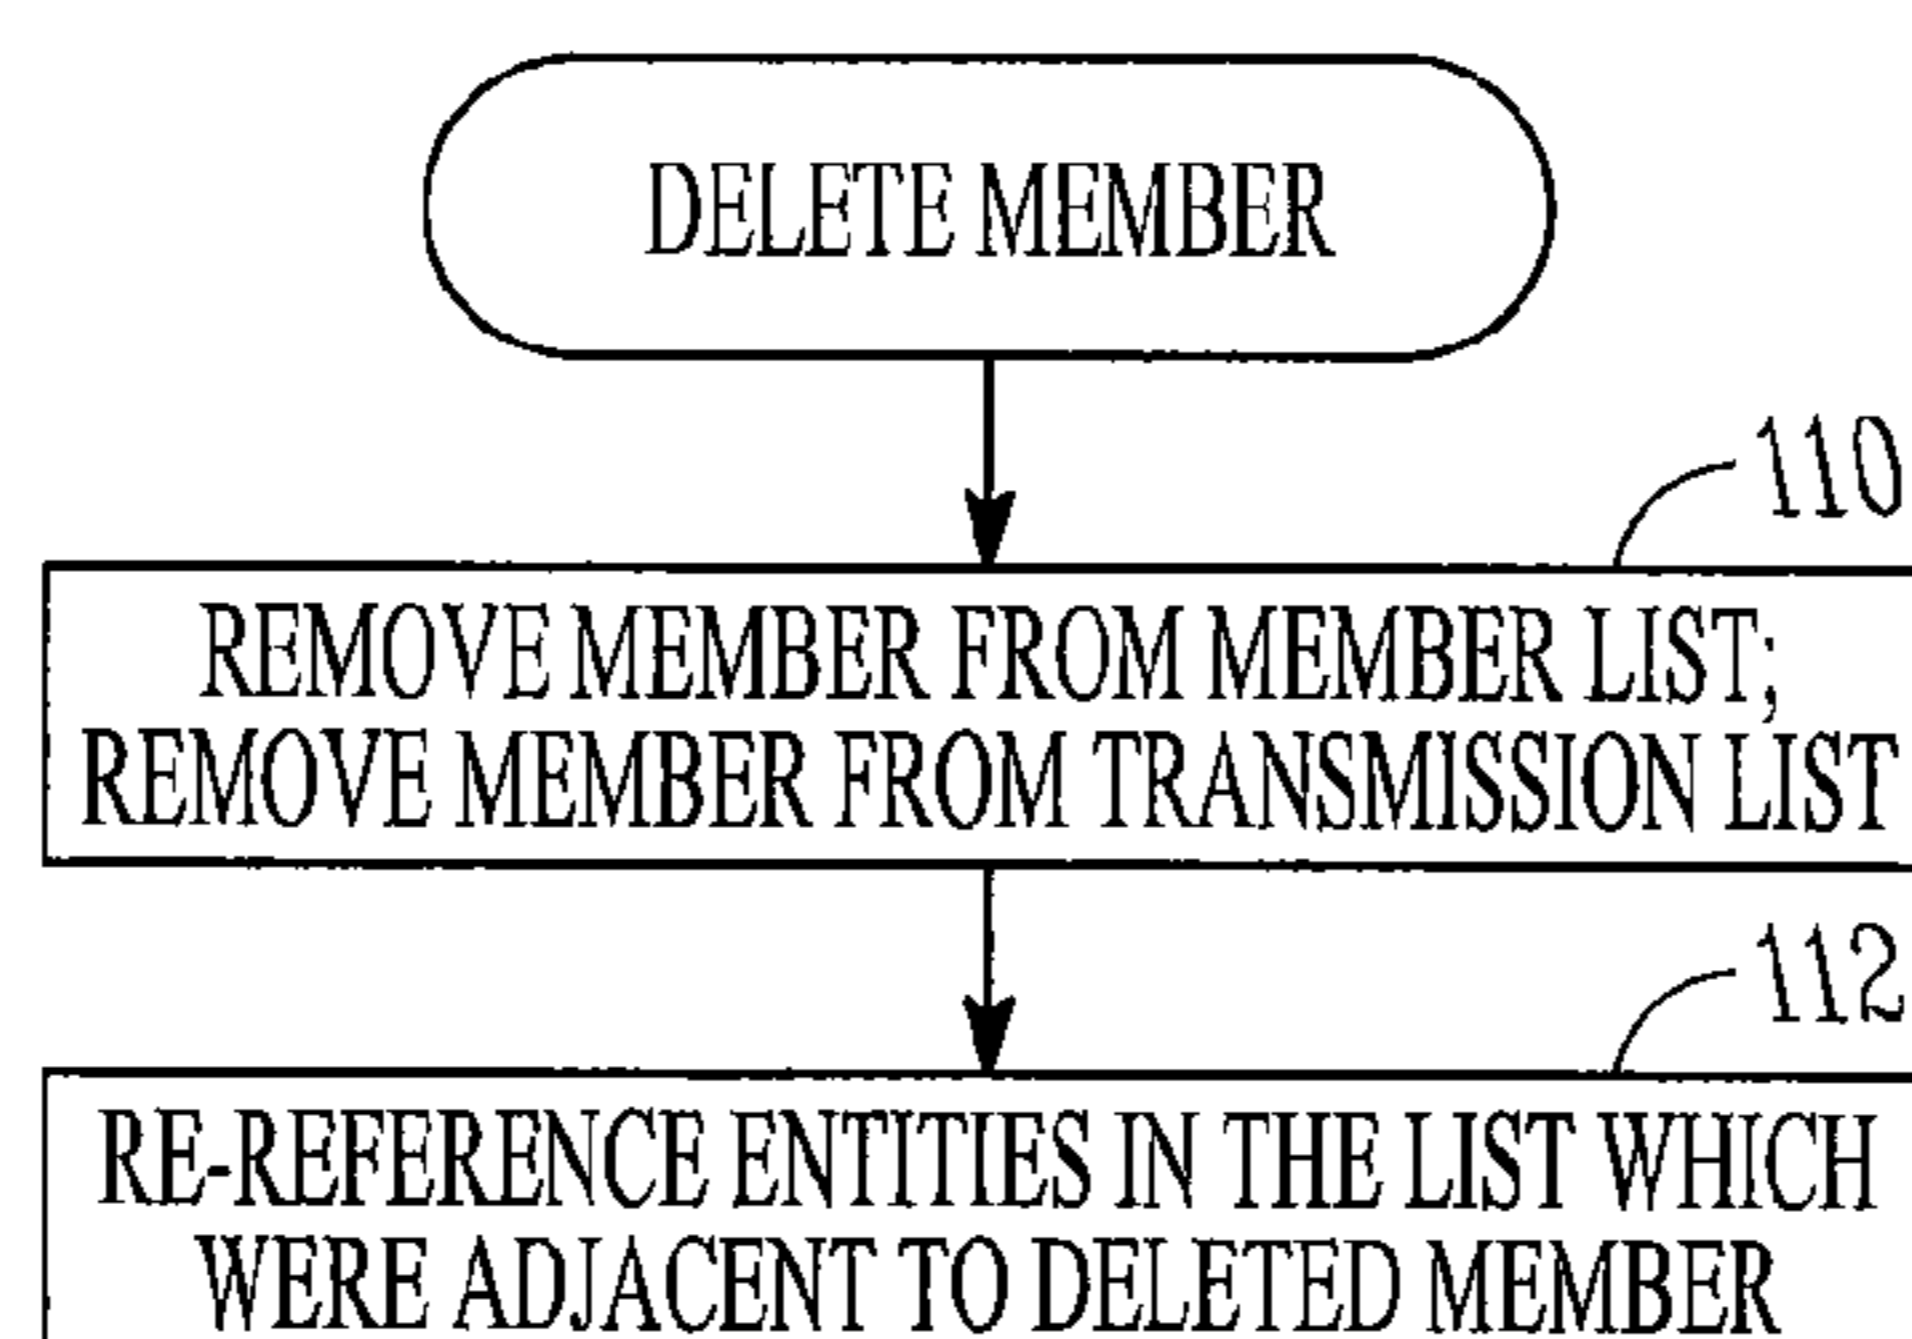 DELETE MEMBER
110
REMOVE MEMBER FROM MEMBER LIST;
REMOVE MEMBER FROM TRANSMISSION LIST
112
RE-REFERENCE ENTITIES IN THE LIST WHICH
WERE ADJACENT TO DELETED MEMBER